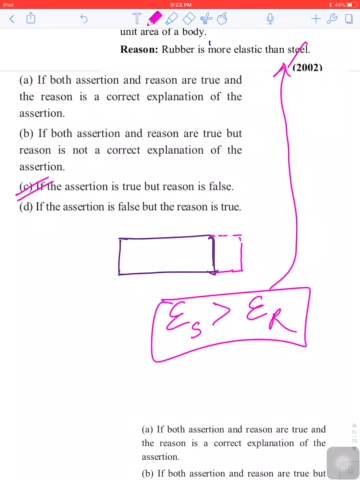 iPod
9:23 PM
unit area of a body.
Reason: Rubber is more elastic than steel.
(2002)
(a) If both assertion and reason are true and
the reason is a correct explanation of the
assertion.
(b) If both assertion and reason are true but
reason is not a correct explanation of the
assertion.
(c) If the assertion is true but reason is false.
(d) If the assertion is false but the reason is true.
ε_S > ε_R
(a) If both assertion and reason are true and
the reason is a correct explanation of the
assertion.
(b) If both assertion and reason are true but